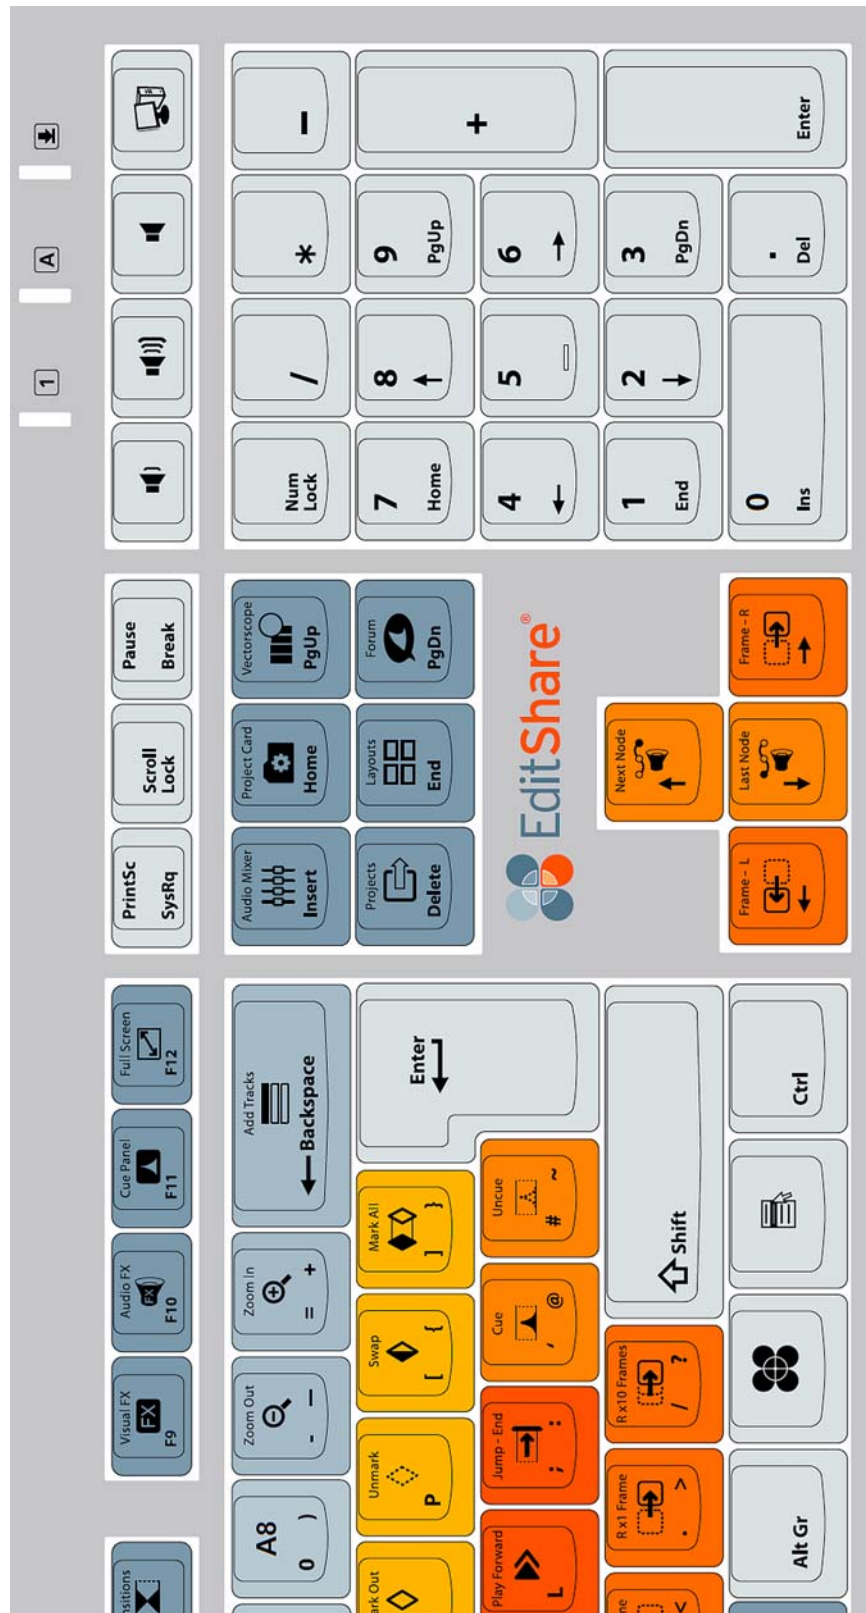 1
A
Pause
Break
Scroll
Lock
PrintSc
SysRq
Full Screen
F12
Cue Panel
F11
Audio FX
FX
F10
Visual FX
FX
F9
-
+
Enter
*
9
PgUp
6
3
PgDn
.
Del
/
8
5
2
Num
Lock
7
Home
4
1
End
0
Ins
Vectorscope
PgUp
Forum
PgDn
Project Card
Home
Layouts
End
Audio Mixer
Insert
Projects
Delete
EditShare®
Frame – R
Next Node
Last Node
Frame – L
Add Tracks
Backspace
Enter
Zoom In
= +
Zoom Out
- –
A8
0 )
Mark All
] }
Swap
[ {
Unmark
P
Uncue
# ~
Cue
' @
Jump - End
; :
Play Forward
L
Shift
R x10 Frames
/ ?
R x1 Frame
. >
Ctrl
Alt Gr